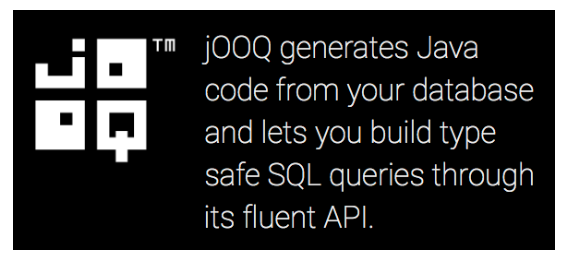 jOOQ™
jOOQ generates Java
code from your database
and lets you build type
safe SQL queries through
its fluent API.